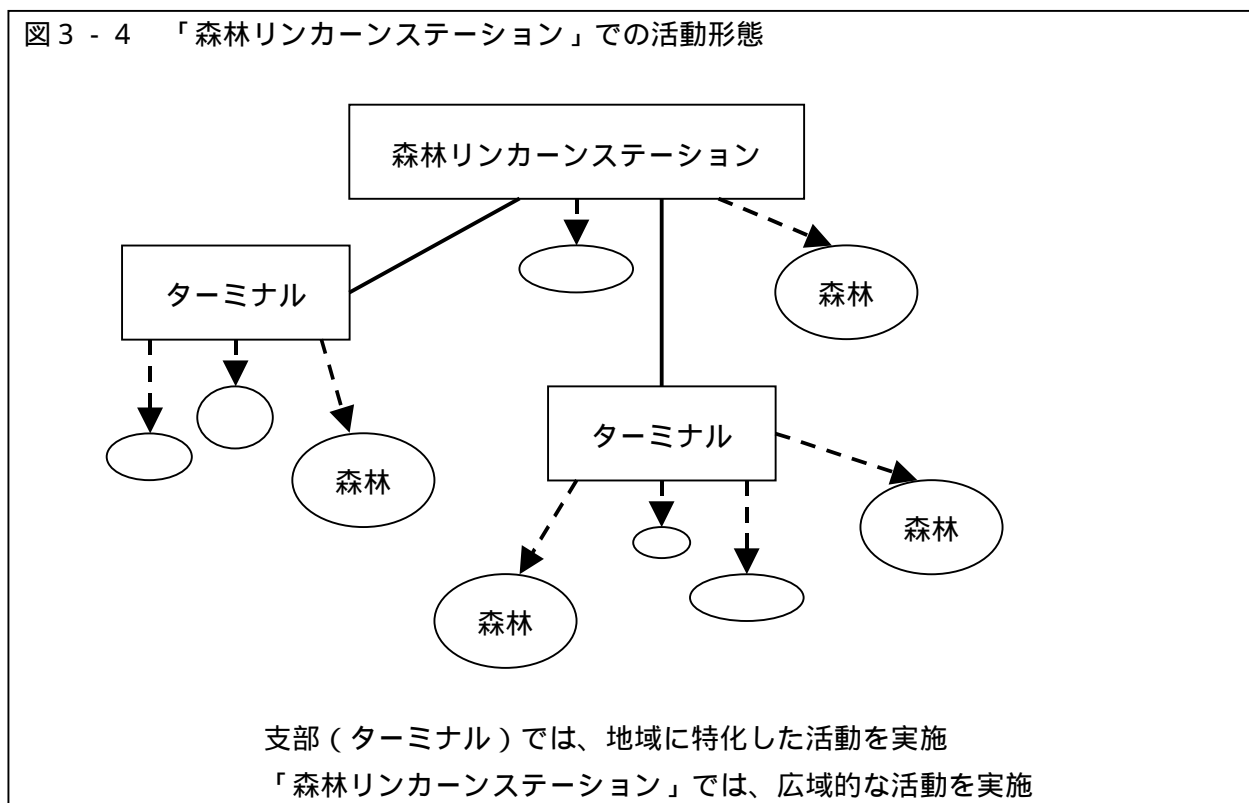 図3-4 「森林リンカーンステーション」での活動形態
森林リンカーンステーション
ターミナル
森林
ターミナル
森林
森林
森林
支部(ターミナル)では、地域に特化した活動を実施
「森林リンカーンステーション」では、広域的な活動を実施